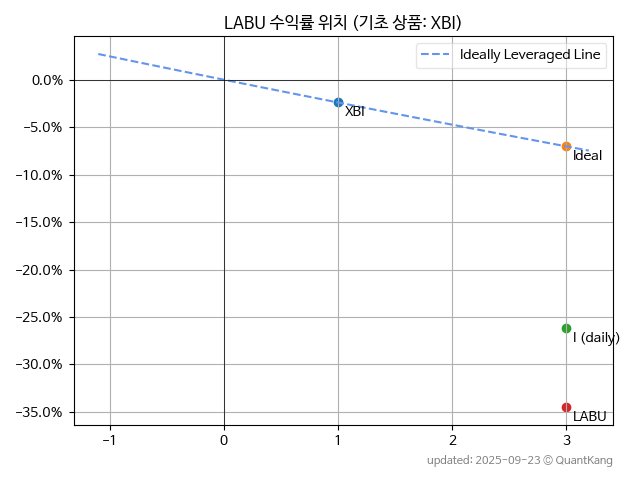 LABU 수익률 위치 (기초 상품: XBI)
Ideally Leveraged Line
0.0%
XBI
−5.0%
Ideal
−10.0%
−15.0%
−20.0%
−25.0%
I (daily)
−30.0%
−35.0%
LABU
−1
0
1
2
3
updated: 2025-09-23 © QuantKang